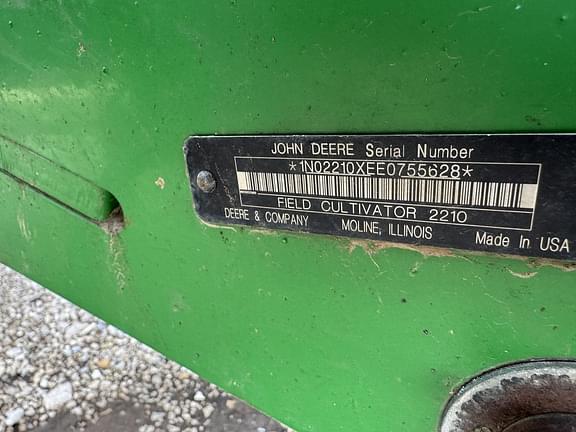 JOHN DEERE Serial Number
*1N02210XEE0755628*
FIELD CULTIVATOR 2210
DEERE & COMPANY MOLINE, ILLINOIS
Made In USA